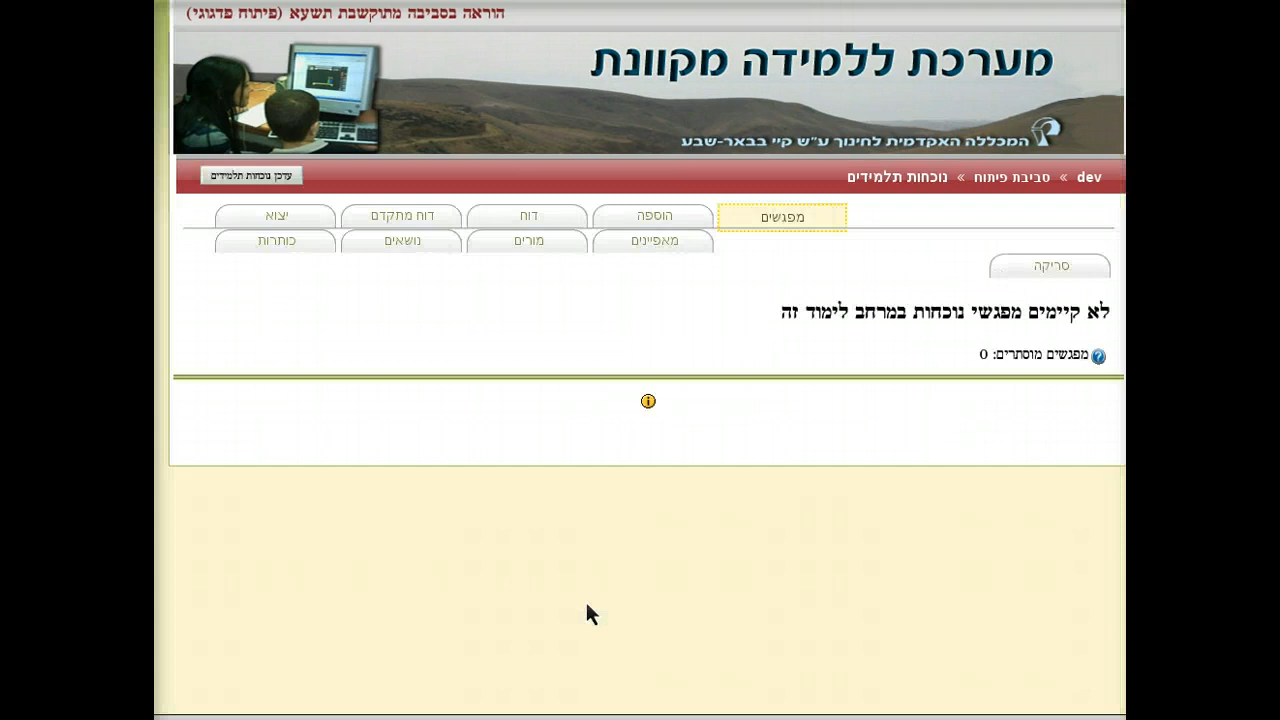 הוראה בסביבה מתוקשבת תשעא (פיתוח פדגוגי)
מערכת ללמידה מקוונת
המכללה האקדמית לחינוך ע"ש קיי בבאר-שבע
dev » סביבת פיתוח » נוכחות תלמידים
עדכן נוכחות תלמידים
מפגשים הוספה דוח דוח מתקדם יצוא
מאפיינים מורים נושאים כותרות
סריקה
לא קיימים מפגשי נוכחות במרחב לימוד זה
מפגשים מוסתרים: 0